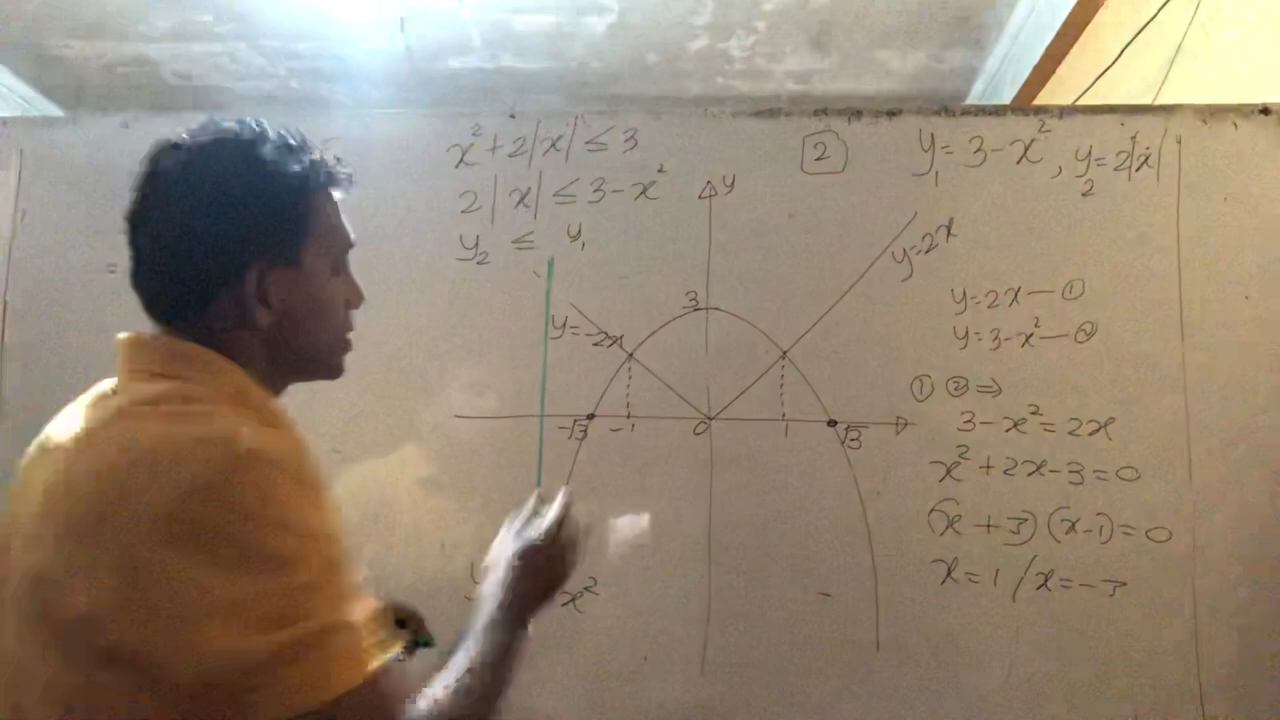 x²+2|x| ≤ 3
2|x| ≤ 3-x²
y₂ ≤ y₁
2
y₁ = 3-x², y₂ = 2|x|
y
y=2x
3
y=-2x
-√3 -1 0 1 √3
x²
y=2x — ①
y=3-x² — ②
① ② ⇒
3-x²=2x
x²+2x-3=0
(x+3)(x-1)=0
x=1 / x=-3